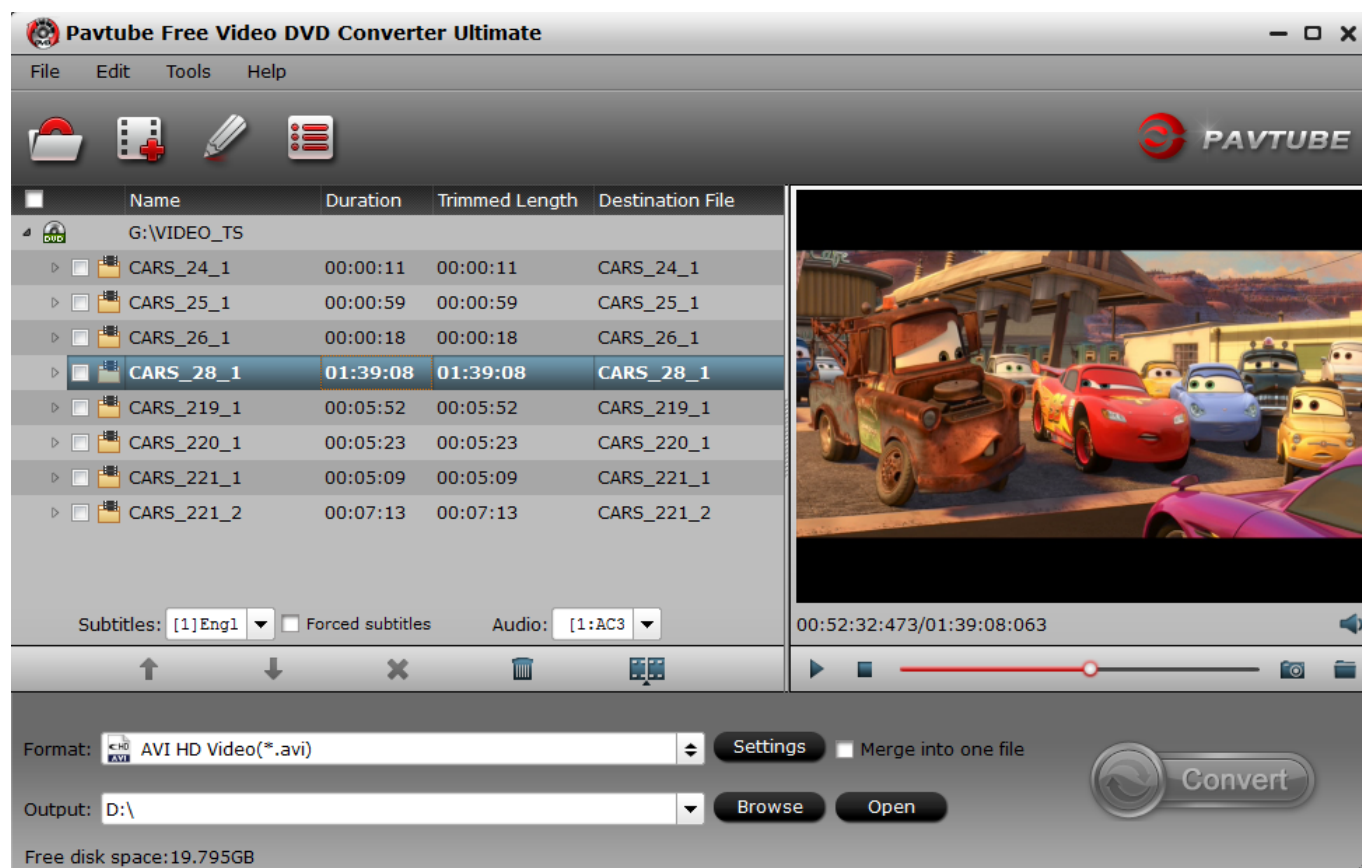 Pavtube Free Video DVD Converter Ultimate
File Edit Tools Help
PAVTUBE
Name Duration Trimmed Length Destination File
DVD G:\VIDEO_TS
CARS_24_1 00:00:11 00:00:11 CARS_24_1
CARS_25_1 00:00:59 00:00:59 CARS_25_1
CARS_26_1 00:00:18 00:00:18 CARS_26_1
CARS_28_1 01:39:08 01:39:08 CARS_28_1
CARS_219_1 00:05:52 00:05:52 CARS_219_1
CARS_220_1 00:05:23 00:05:23 CARS_220_1
CARS_221_1 00:05:09 00:05:09 CARS_221_1
CARS_221_2 00:07:13 00:07:13 CARS_221_2
Subtitles: [1]Engl Forced subtitles Audio: [1:AC3
00:52:32:473/01:39:08:063
Format: HD AVI AVI HD Video(*.avi) Settings Merge into one file
Convert
Output: D:\ Browse Open
Free disk space:19.795GB